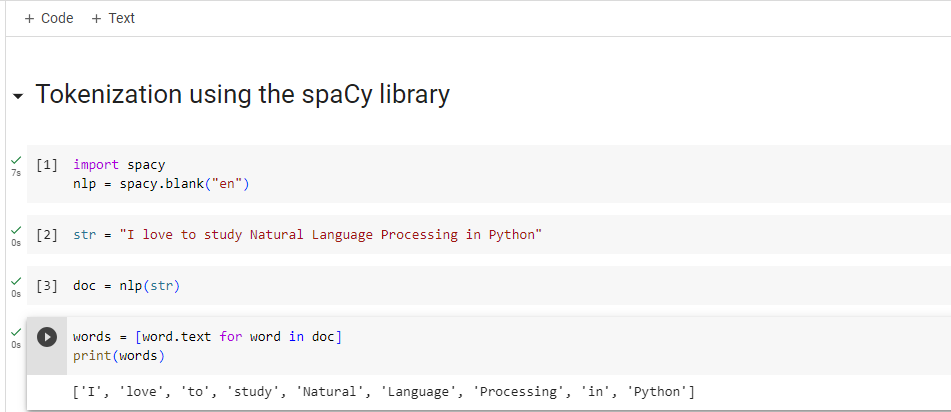 + Code + Text
Tokenization using the spaCy library
7s [1] import spacy
nlp = spacy.blank("en")
0s [2] str = "I love to study Natural Language Processing in Python"
0s [3] doc = nlp(str)
0s words = [word.text for word in doc]
print(words)
['I', 'love', 'to', 'study', 'Natural', 'Language', 'Processing', 'in', 'Python']